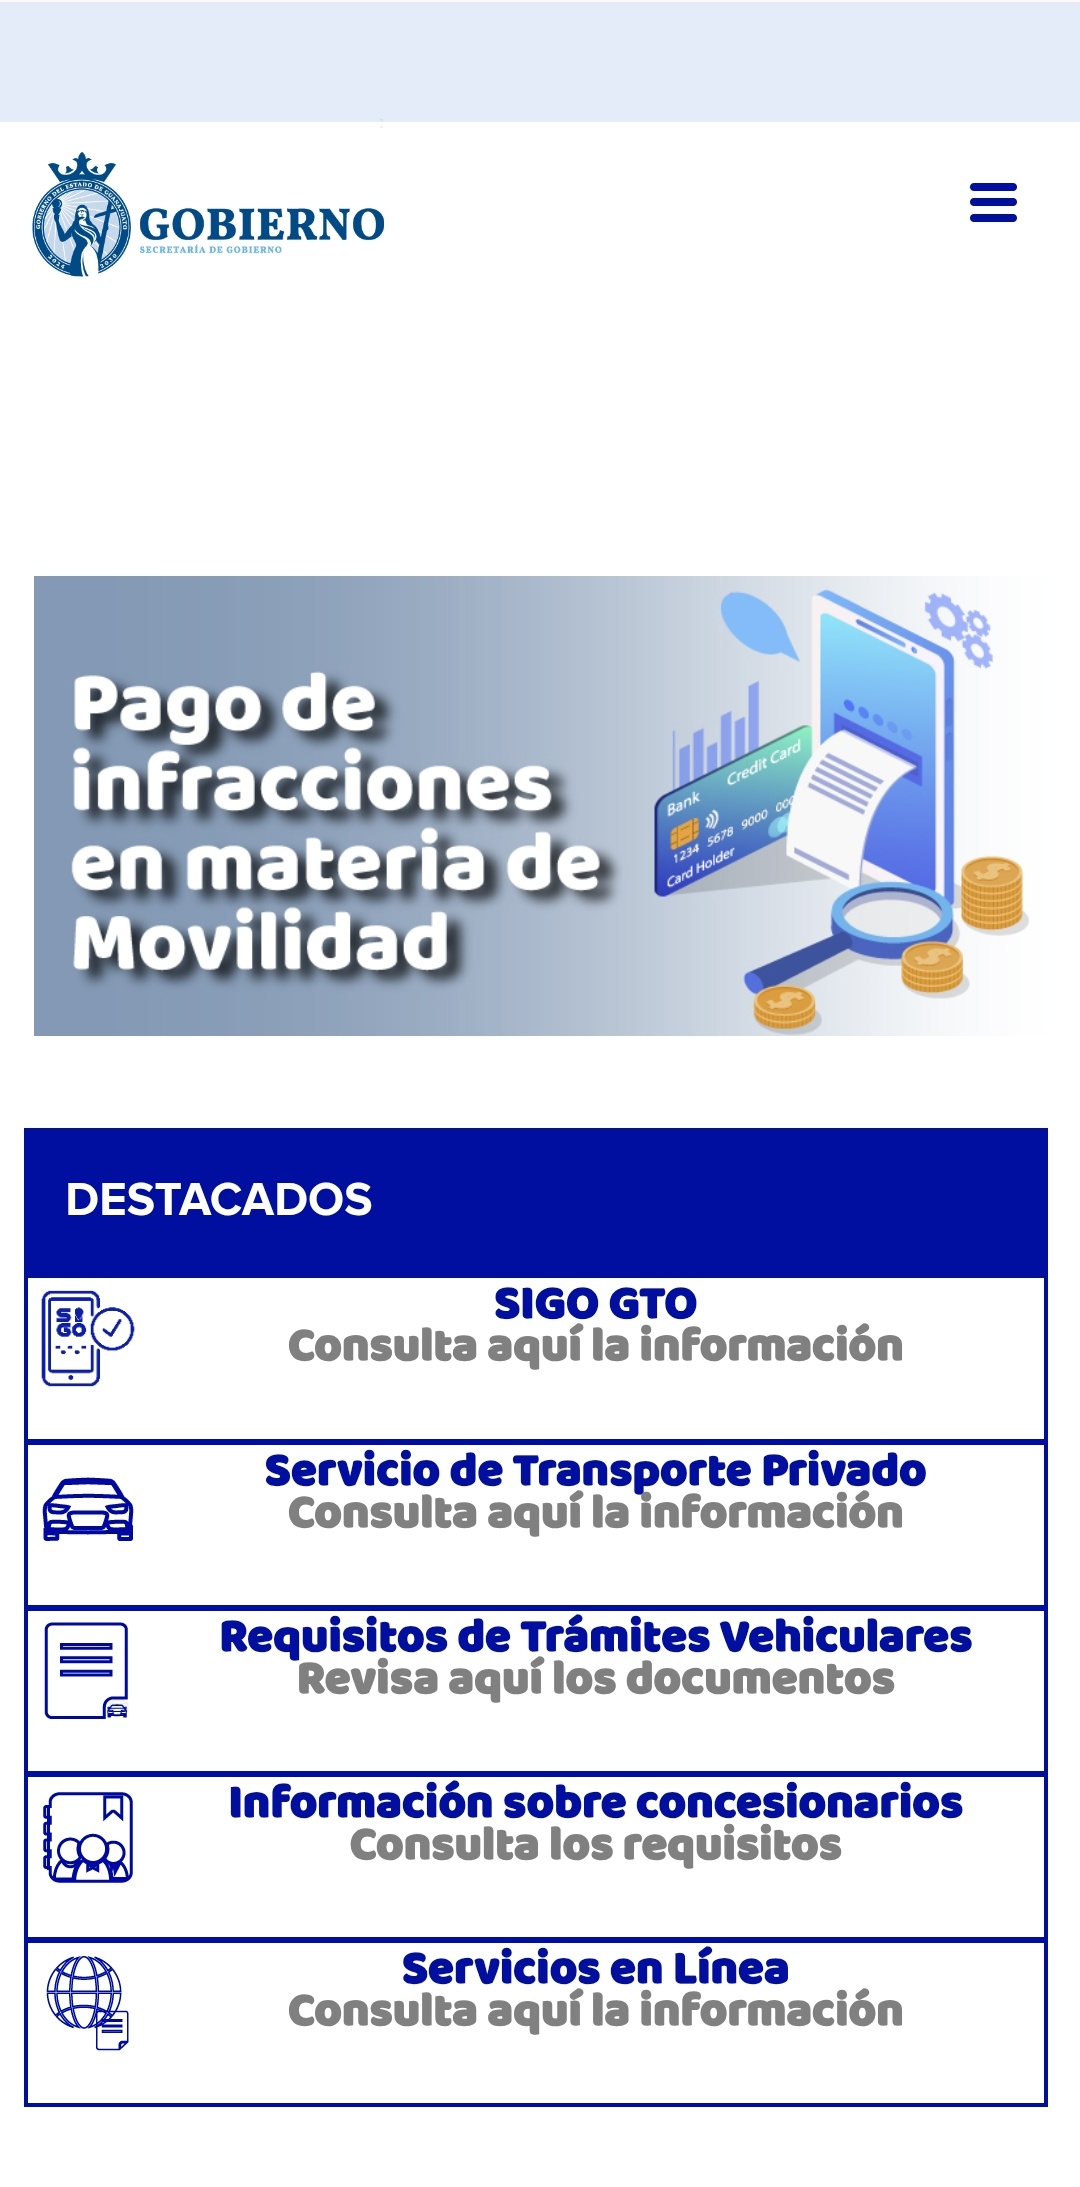 GOBIERNO DEL ESTADO DE GUANAJUATO
2024 2030
GOBIERNO
SECRETARÍA DE GOBIERNO
Pago de
infracciones
en materia de
Movilidad
Credit Card
Bank
1234 5678 9000 000
Card Holder
DESTACADOS
SIGO
SIGO GTO
Consulta aquí la información
Servicio de Transporte Privado
Consulta aquí la información
Requisitos de Trámites Vehiculares
Revisa aquí los documentos
Información sobre concesionarios
Consulta los requisitos
Servicios en Línea
Consulta aquí la información